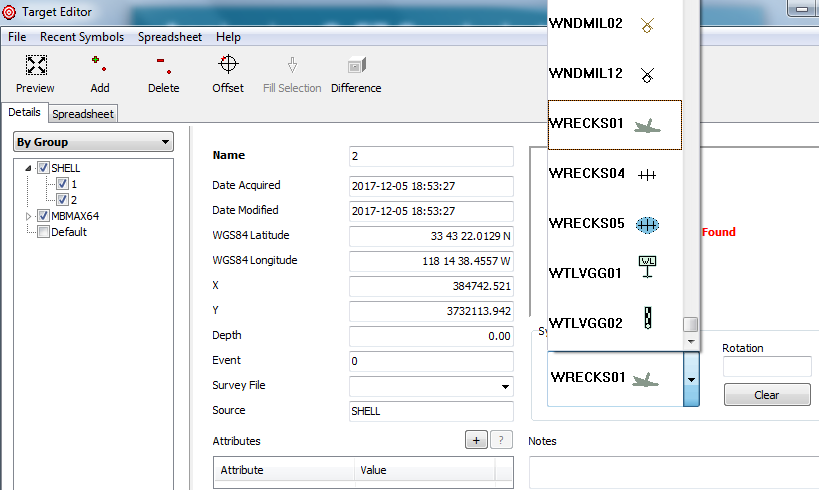 Target Editor
File Recent Symbols Spreadsheet Help
Preview Add Delete Offset Fill Selection Difference
Details Spreadsheet
By Group
SHELL
1
2
MBMAX64
Default
Name 2
Date Acquired 2017-12-05 18:53:27
Date Modified 2017-12-05 18:53:27
WGS84 Latitude 33 43 22.0129 N
WGS84 Longitude 118 14 38.4557 W
X 384742.521
Y 3732113.942
Depth 0.00
Event 0
Survey File
Source SHELL
Attributes + ?
Attribute Value
WNDMIL02
WNDMIL12
WRECKS01
WRECKS04
WRECKS05
Found
WTLVGG01
WL
WTLVGG02
Sy
WRECKS01
Rotation
Clear
Notes